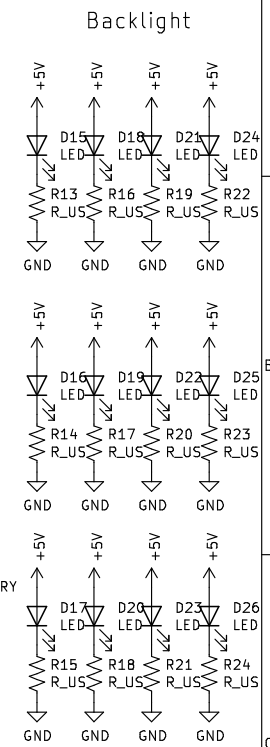 Backlight
+5V +5V +5V +5V
D15 D18 D21 D24
LED LED LED LED
R13 R16 R19 R22
R_US R_US R_US R_US
GND GND GND GND
+5V +5V +5V +5V
E
D16 D19 D22 D25
LED LED LED LED
R14 R17 R20 R23
R_US R_US R_US R_US
GND GND GND GND
+5V +5V +5V +5V
RY
D17 D20 D23 D26
LED LED LED LED
R15 R18 R21 R24
R_US R_US R_US R_US
GND GND GND GND